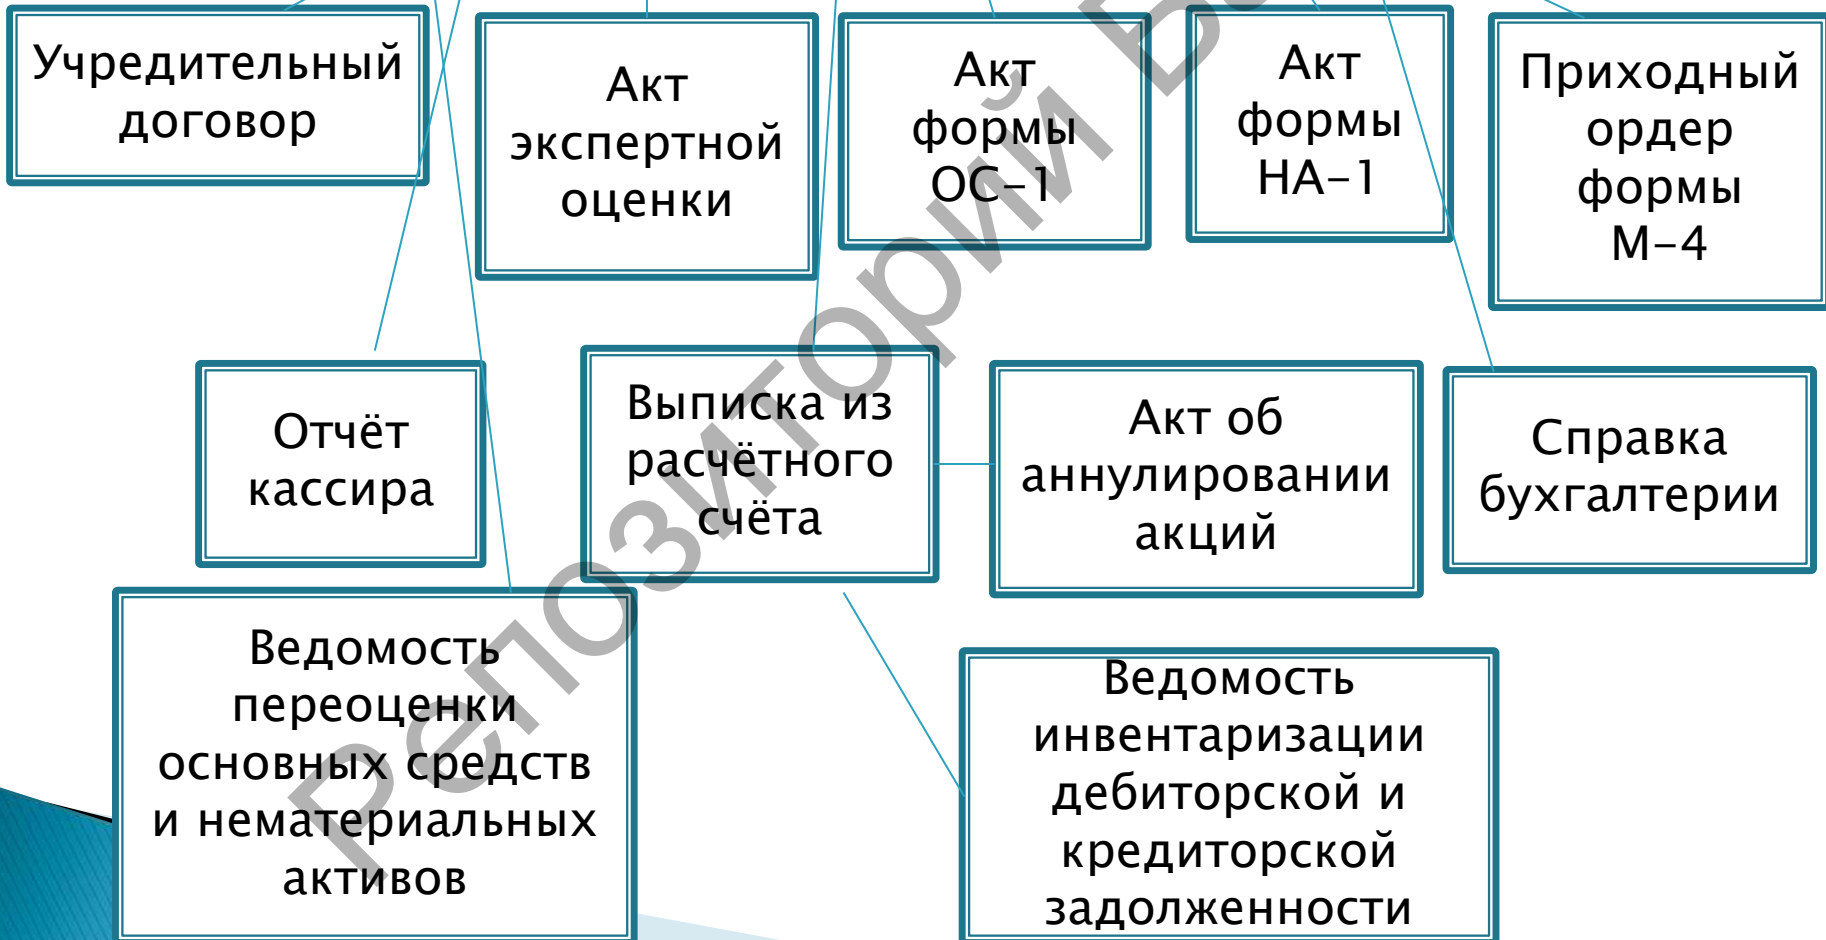 Учредительный
договор
Акт
экспертной
оценки
Акт
формы
ОС-1
Акт
формы
НА-1
Приходный
ордер
формы
М-4
Отчёт
кассира
Выписка из
расчётного
счёта
Акт об
аннулировании
акций
Справка
бухгалтерии
Ведомость
переоценки
основных средств
и нематериальных
активов
Ведомость
инвентаризации
дебиторской и
кредиторской
задолженности
Репозиторий